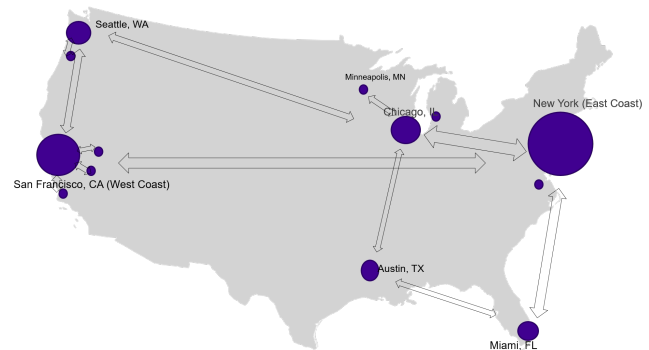 Seattle, WA
Minneapolis, MN
New York (East Coast)
Chicago, IL
San Francisco, CA (West Coast)
Austin, TX
Miami, FL